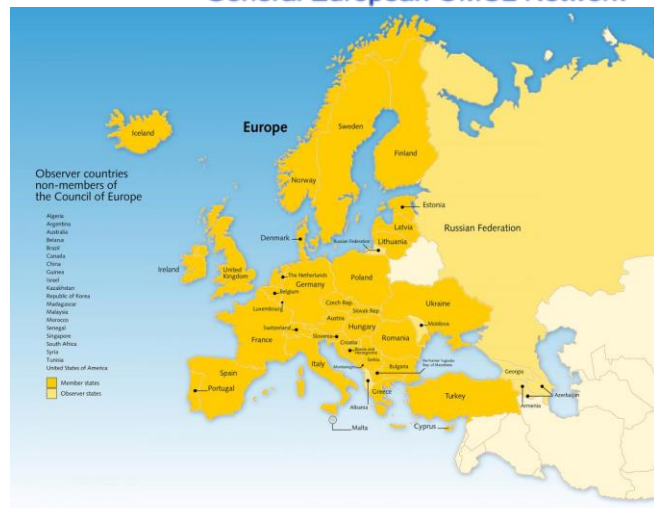 General European OMCL Network
Europe
Iceland
Sweden
Finland
Norway
Observer countries
non-members of
the Council of Europe
Algeria
Argentina
Australia
Belarus
Brazil
Canada
China
Guinea
Israel
Kazakhstan
Republic of Korea
Madagascar
Malaysia
Morocco
Senegal
Singapore
South Africa
Syria
Tunisia
United States of America
Member states
Observer states
Estonia
Latvia
Russian Federation
Denmark
Russian Federation
Lithuania
Ireland
United
Kingdom
The Netherlands
Germany
Poland
Belgium
Luxembourg
Czech Rep.
Slovak Rep.
Ukraine
Austria
Hungary
Moldova
Switzerland
France
Slovenia
Croatia
Romania
Bosnia and
Herzegovina
Italy
Serbia
Montenegro
Bulgaria
Georgia
Spain
Portugal
Greece
Turkey
Albania
Armenia
Azerbaijan
Malta
Cyprus